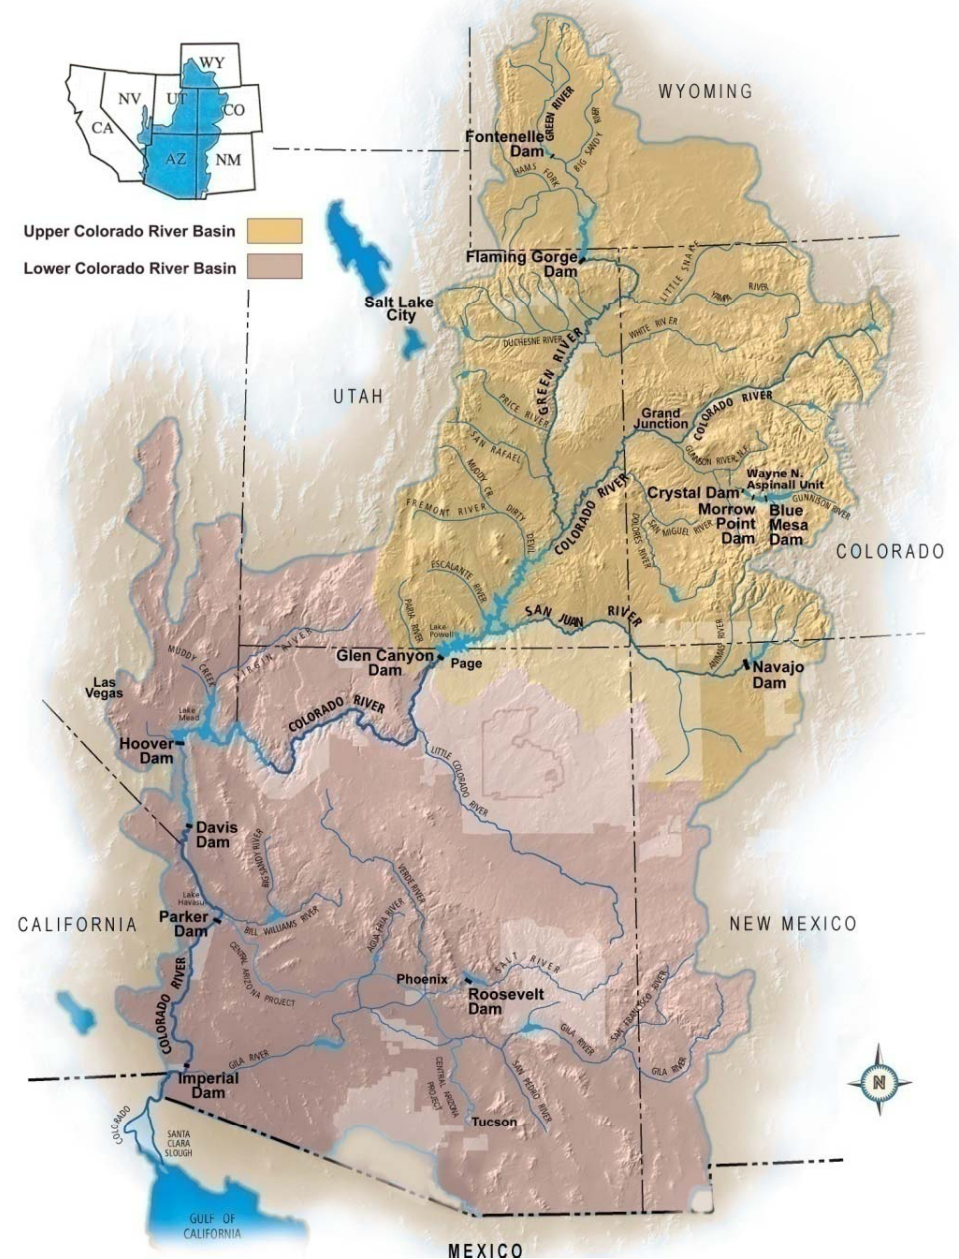 WY
NV
UT
CO
CA
AZ
NM
Upper Colorado River Basin
Lower Colorado River Basin
WYOMING
GREEN RIVER
BIG SANDY RIVER
Fontenelle
Dam
HAMS FORK
Flaming Gorge
Dam
LITTLE SNAKE
YAMPA RIVER
WHITE RIVER
Salt Lake
City
DUCHESNE RIVER
GREEN RIVER
UTAH
PRICE RIVER
SAN RAFAEL
Grand
Junction
COLORADO RIVER
GUNNISON RIVER, N.F.
Wayne N.
Aspinall Unit
MUDDY CR
Crystal Dam
GUNNISON RIVER
Morrow
Point
Dam
Blue
Mesa
Dam
FREMONT RIVER
DIRTY
DEVIL
COLORADO RIVER
DOLORES RIVER
SAN MIGUEL RIVER
COLORADO
ESCALANTE RIVER
PARIA RIVER
SAN JUAN RIVER
Lake
Powell
ANIMAS RIVER
MUDDY CREEK
VIRGIN RIVER
Glen Canyon
Dam
Page
Navajo
Dam
Las
Vegas
Lake
Mead
COLORADO RIVER
Hoover
Dam
LITTLE COLORADO RIVER
Davis
Dam
BIG SANDY RIVER
VERDE RIVER
Lake
Havasu
Parker
Dam
BILL WILLIAMS RIVER
AGUA FRIA RIVER
CALIFORNIA
NEW MEXICO
CENTRAL ARIZONA PROJECT
Phoenix
SALT RIVER
Roosevelt
Dam
SAN FRANCISCO RIVER
COLORADO RIVER
GILA RIVER
GILA RIVER
GILA RIVER
Imperial
Dam
CENTRAL ARIZONA
PROJECT
SAN PEDRO RIVER
N
COLORADO
Tucson
SANTA
CLARA
SLOUGH
GULF OF
CALIFORNIA
MEXICO